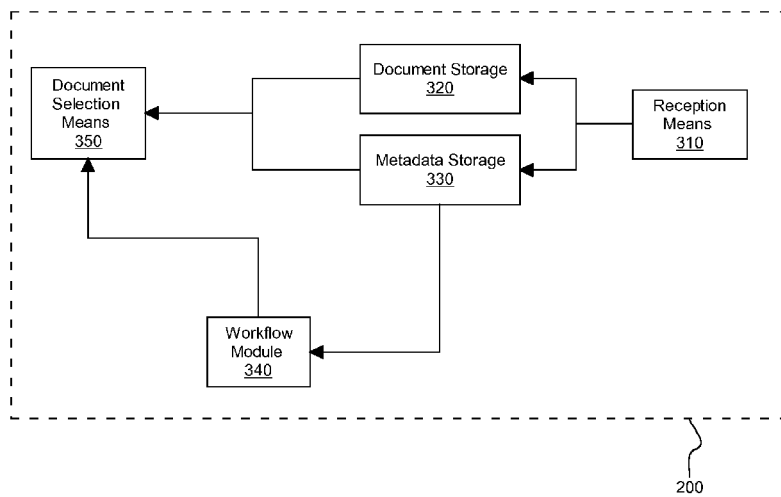 Document
Selection
Means
350
Document Storage
320
Metadata Storage
330
Reception
Means
310
Workflow
Module
340
200